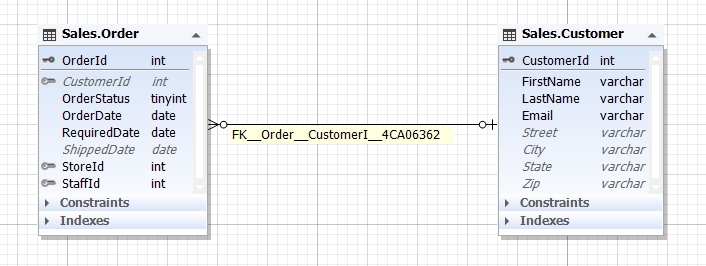 Sales.Order
OrderId int
CustomerId int
OrderStatus tinyint
OrderDate date
RequiredDate date
ShippedDate date
StoreId int
StaffId int
Constraints
Indexes
FK__Order__CustomerI__4CA06362
Sales.Customer
CustomerId int
FirstName varchar
LastName varchar
Email varchar
Street varchar
City varchar
State varchar
Zip varchar
Constraints
Indexes